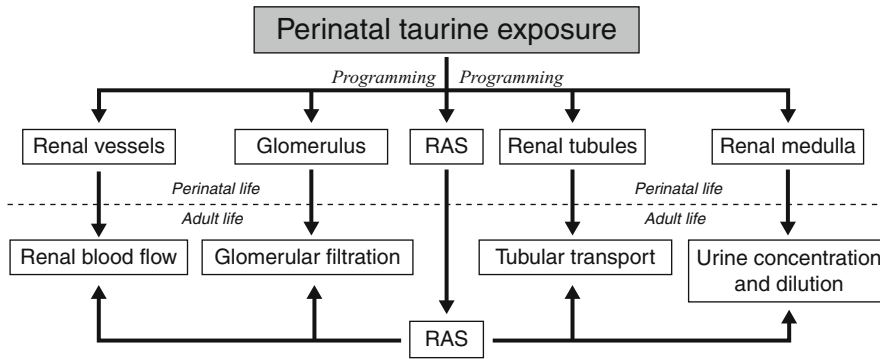 Perinatal taurine exposure
Programming Programming
Renal vessels
Glomerulus
RAS
Renal tubules
Renal medulla
Perinatal life
Perinatal life
Adult life
Adult life
Renal blood flow
Glomerular filtration
Tubular transport
Urine concentration
and dilution
RAS